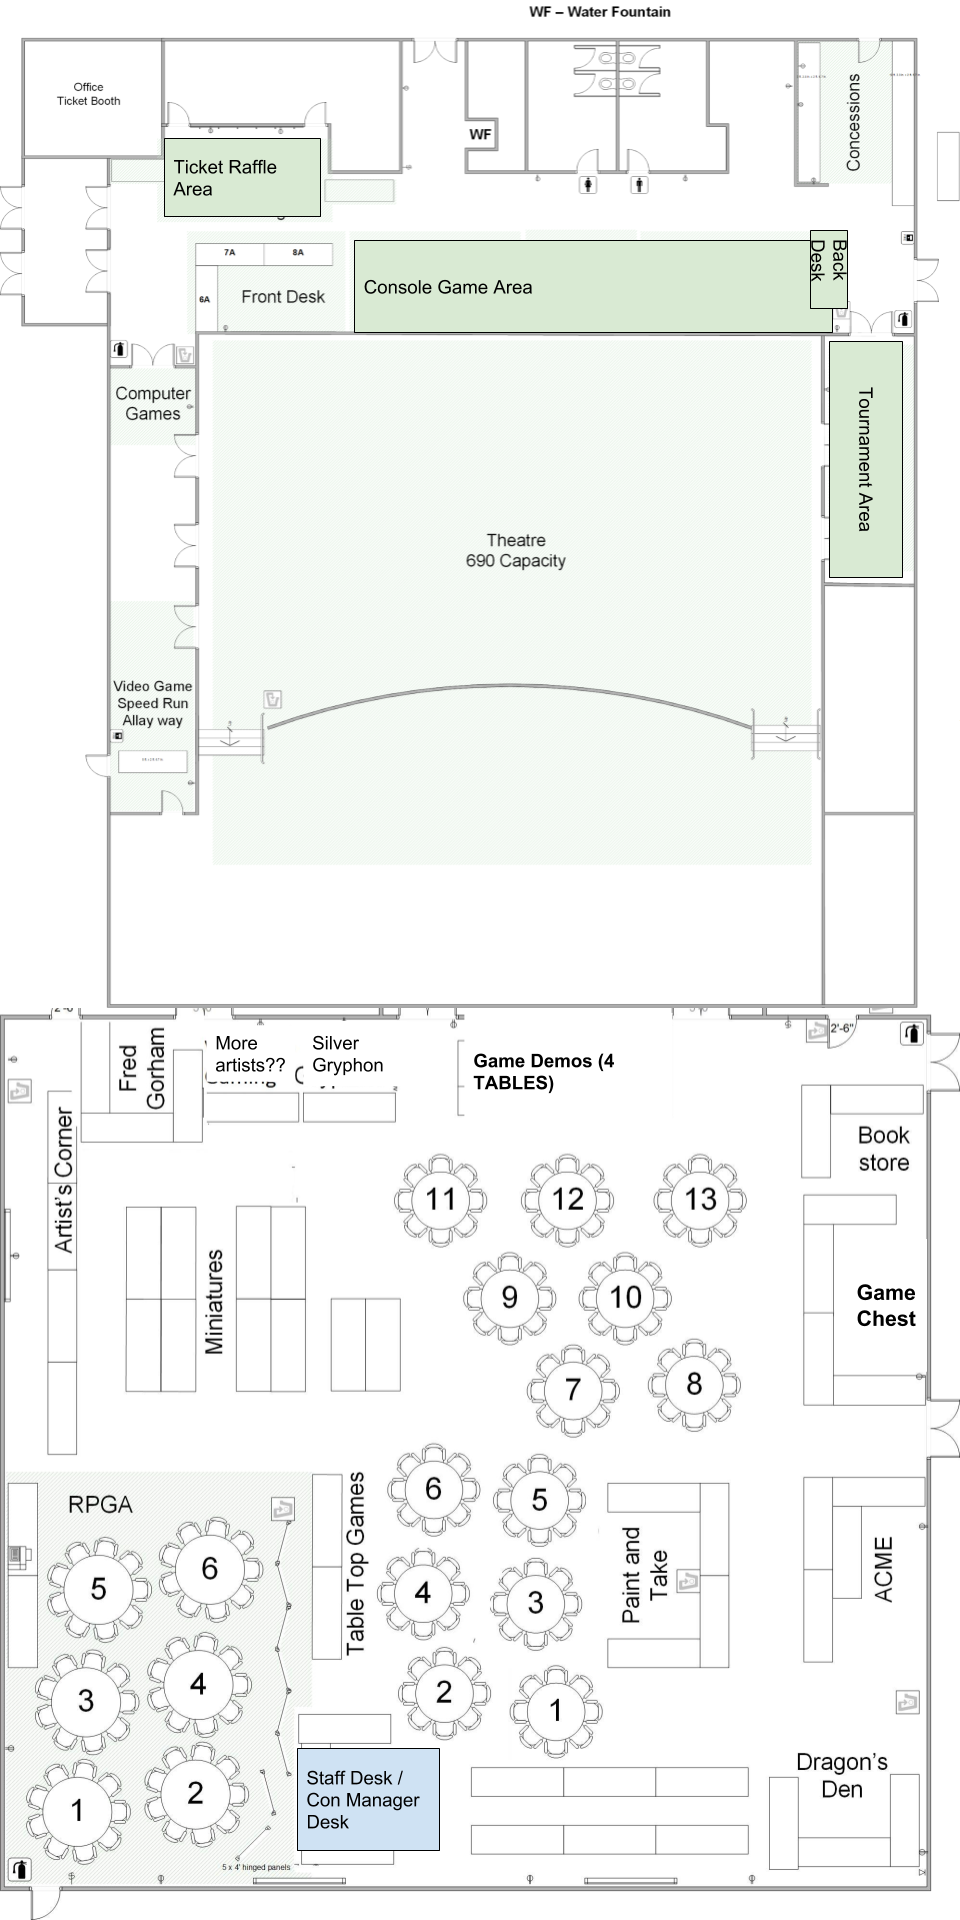 WF – Water Fountain
Office
Ticket Booth
WF
Concessions
Ticket Raffle
Area
7A
8A
6A
Front Desk
Console Game Area
Back
Desk
Computer
Games
Tournament Area
Theatre
690 Capacity
Video Game
Speed Run
Allay way
2'-6"
Fred
Gorham
More
artists??
Silver
Gryphon
Game Demos (4
TABLES)
Artist's Corner
Book
store
11
12
13
Miniatures
9
10
Game
Chest
7
8
RPGA
Table Top Games
6
5
Paint and
Take
ACME
5
6
4
3
3
4
2
1
1
2
Staff Desk /
Con Manager
Desk
Dragon's
Den
5 x 4' hinged panels